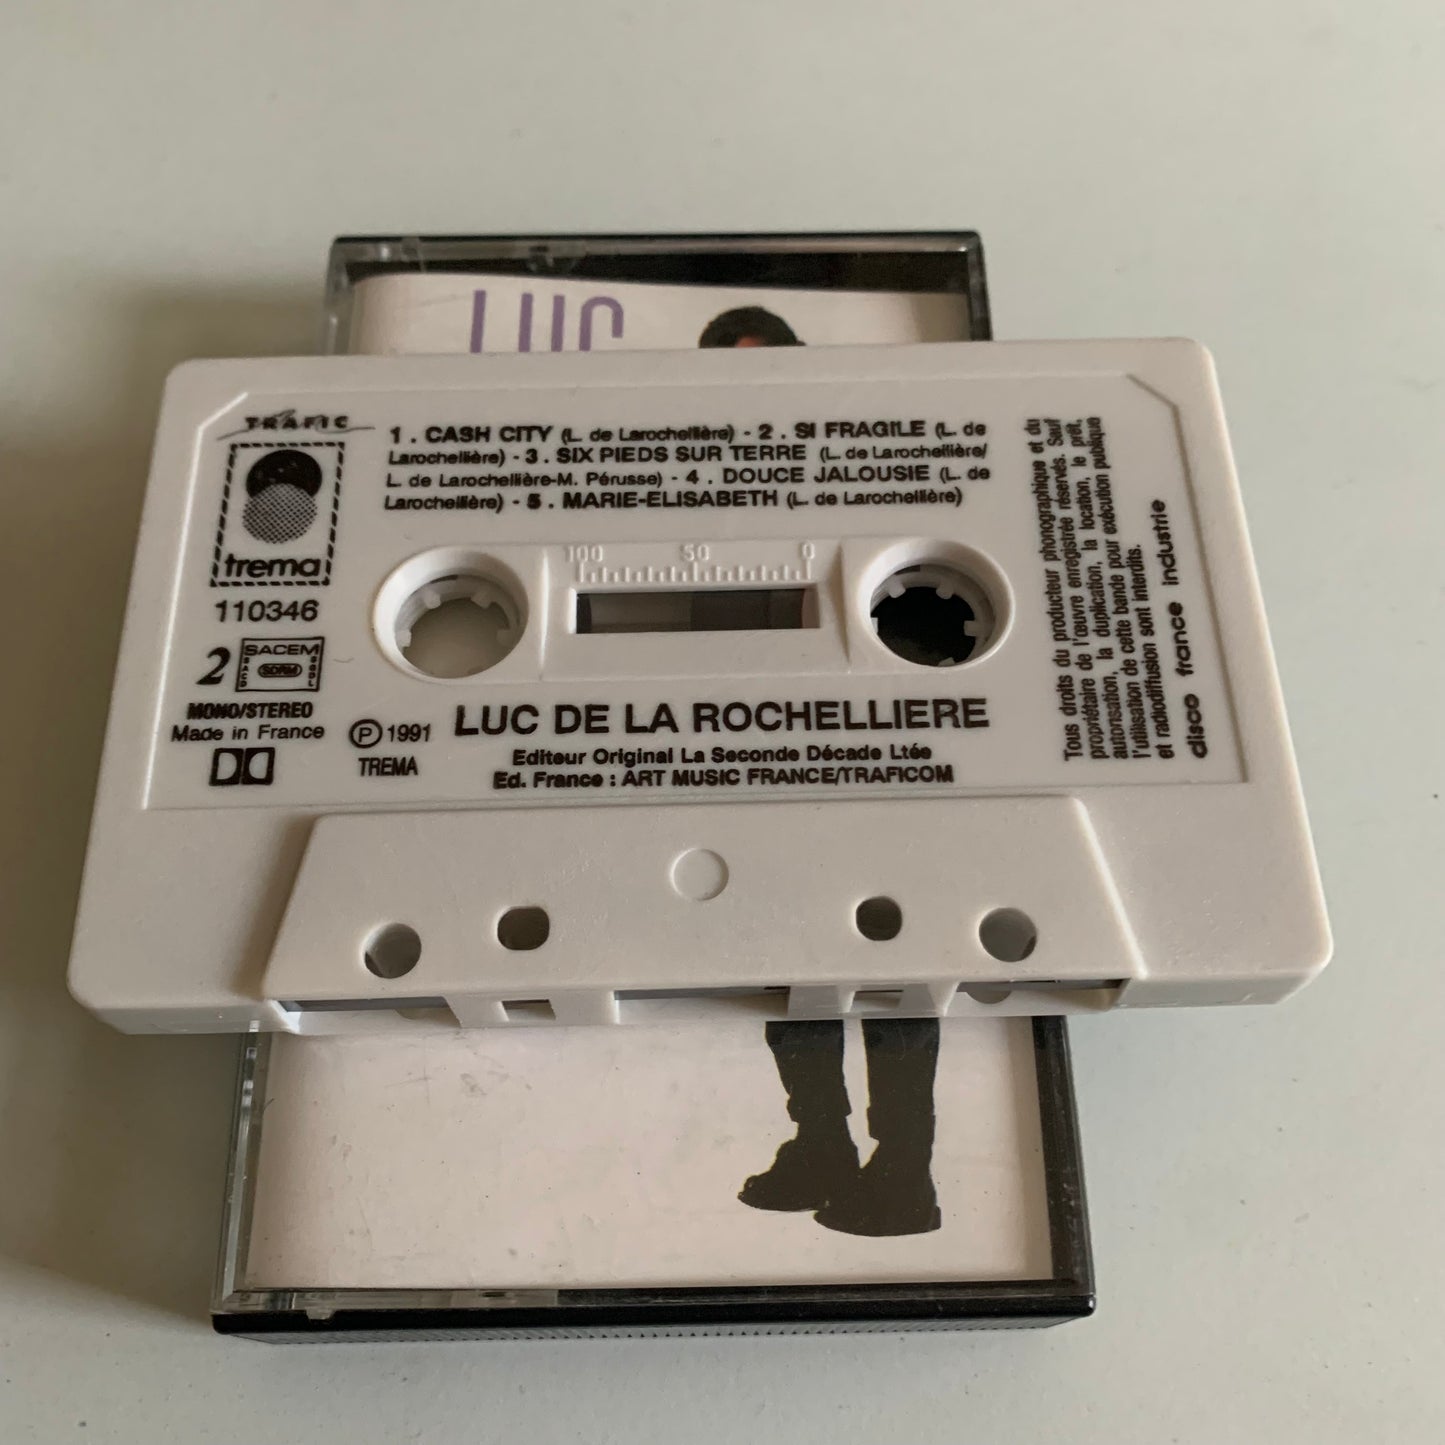 LUC
TRAFIC
trema
110346
2
SACEM
SACD
SDRM
SGDL
MONO/STEREO
Made in France
1 . CASH CITY (L. de Larochellière) - 2 . SI FRAGILE (L. de
Larochellière) - 3 . SIX PIEDS SUR TERRE (L. de Larochellière/
L. de Larochellière-M. Pérusse) - 4 . DOUCE JALOUSIE (L. de
Larochellière) - 5 . MARIE-ELISABETH (L. de Larochellière)
100 50 0
Ⓟ 1991
TREMA
LUC DE LA ROCHELLIERE
Editeur Original La Seconde Décade Ltée
Ed. France : ART MUSIC FRANCE/TRAFICOM
Tous droits du producteur phonographique et du
propriétaire de l'œuvre enregistrée réservés. Sauf
autorisation, la duplication, la location, le prêt,
l'utilisation de cette bande pour exécution publique
et radiodiffusion sont interdits.
disco france industrie